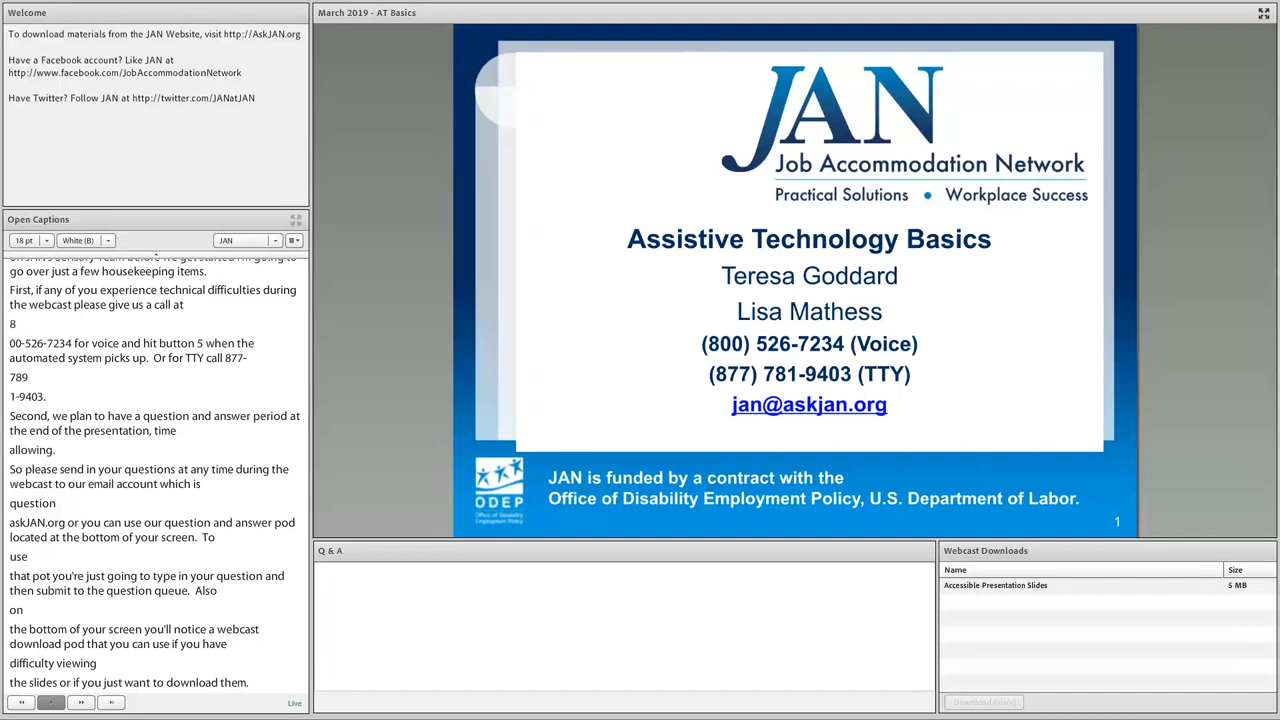 Welcome
To download materials from the JAN Website, visit http://AskJAN.org
Have a Facebook account? Like JAN at
http://www.facebook.com/JobAccommodationNetwork
Have Twitter? Follow JAN at http://twitter.com/JANatJAN
Open Captions
18 pt
White (B)
JAN
go over just a few housekeeping items.
First, if any of you experience technical difficulties during
the webcast please give us a call at
8
00-526-7234 for voice and hit button 5 when the
automated system picks up. Or for TTY call 877-
789
1-9403.
Second, we plan to have a question and answer period at
the end of the presentation, time
allowing.
So please send in your questions at any time during the
webcast to our email account which is
question
askJAN.org or you can use our question and answer pod
located at the bottom of your screen. To
use
that pot you're just going to type in your question and
then submit to the question queue. Also
on
the bottom of your screen you'll notice a webcast
download pod that you can use if you have
difficulty viewing
the slides or if you just want to download them.
Live
March 2019 - AT Basics
JAN
Job Accommodation Network
Practical Solutions • Workplace Success
Assistive Technology Basics
Teresa Goddard
Lisa Mathess
(800) 526-7234 (Voice)
(877) 781-9403 (TTY)
jan@askjan.org
ODEP
Office of Disability
Employment Policy
JAN is funded by a contract with the
Office of Disability Employment Policy, U.S. Department of Labor.
1
Q & A
Webcast Downloads
Name Size
Accessible Presentation Slides 5 MB
Download File(s)